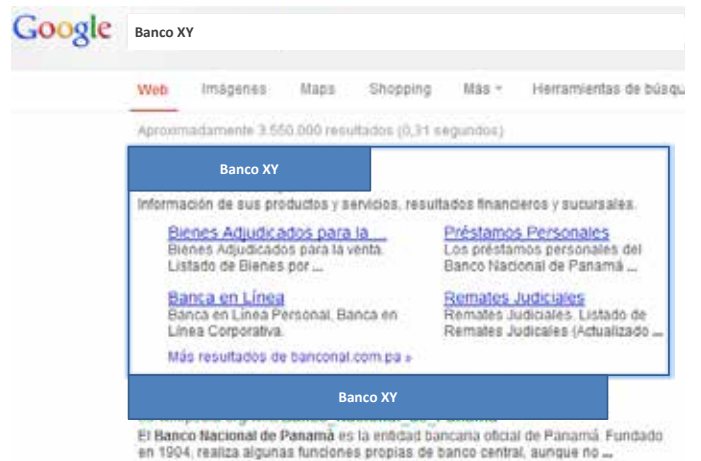 Google Banco XY
Web Imágenes Maps Shopping Más Herramientas de búsqu
Aproximadamente 3.550.000 resultados (0,31 segundos)
Banco XY
Información de sus productos y servicios, resultados financieros y sucursales.
Bienes Adjudicados para la ...
Bienes Adjudicados para la venta.
Listado de Bienes por ...
Préstamos Personales
Los préstamos personales del
Banco Nacional de Panamá ...
Banca en Línea
Banca en Línea Personal, Banca en
Línea Corporativa.
Remates Judiciales
Remates Judiciales. Listado de
Remates Judicales (Actualizado ...
Más resultados de banconal.com.pa »
Banco XY
El Banco Nacional de Panamá es la entidad bancaria oficial de Panamá. Fundado
en 1904, realiza algunas funciones propias de banco central, aunque no ...